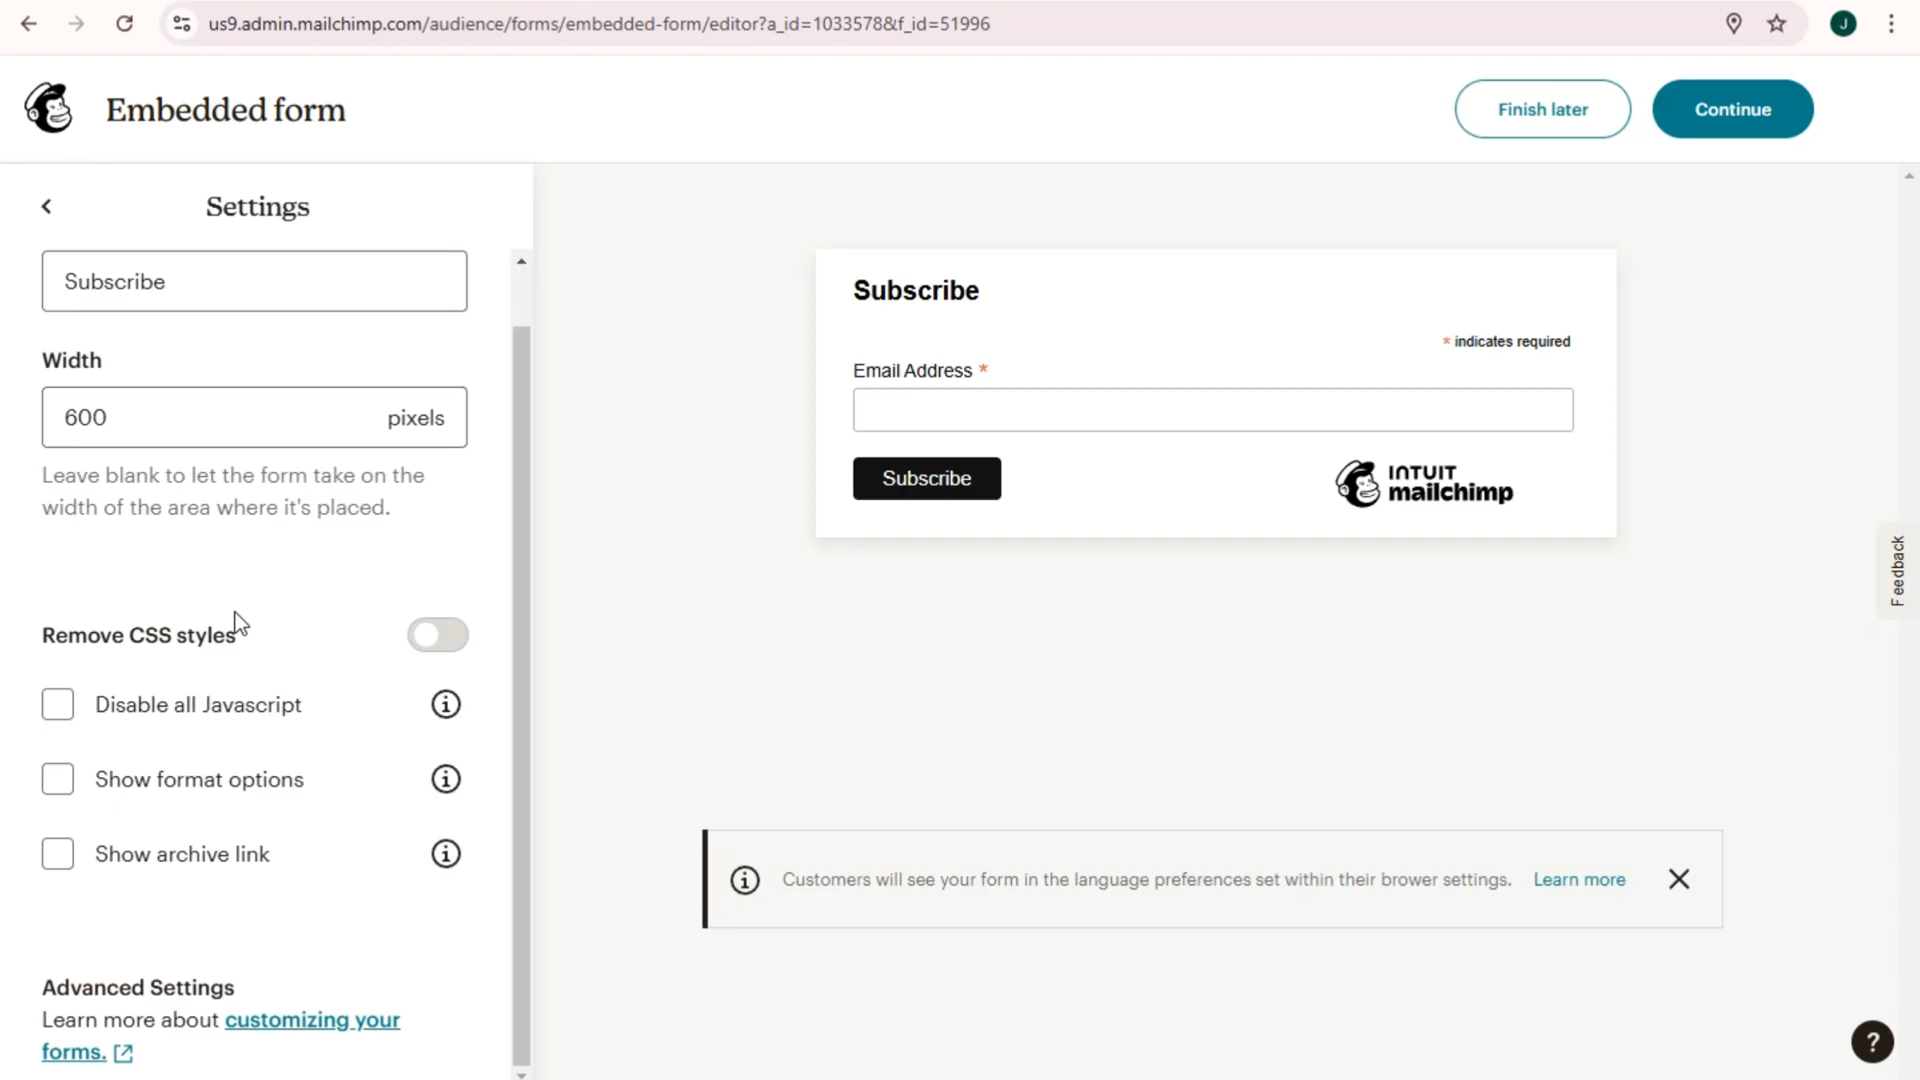 us9.admin.mailchimp.com/audience/forms/embedded-form/editor?a_id=1033578&f_id=51996
J
Embedded form
Finish later
Continue
Settings
Subscribe
Width
600 pixels
Leave blank to let the form take on the
width of the area where it's placed.
Remove CSS styles
Disable all Javascript
Show format options
Show archive link
Advanced Settings
Learn more about customizing your
forms.
Subscribe
* indicates required
Email Address *
Subscribe
INTUIT
mailchimp
Customers will see your form in the language preferences set within their brower settings. Learn more
Feedback
?